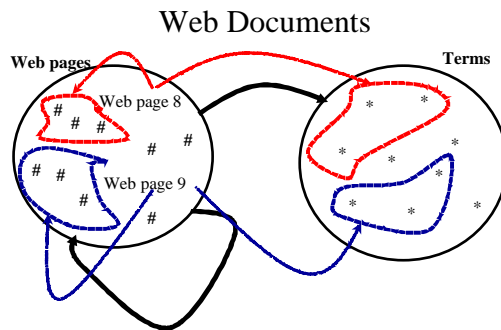 Web Documents
Web pages
Terms
Web page 8
# # #
# #
# # #
Web page 9
#
* *
* * *
* *
* * *